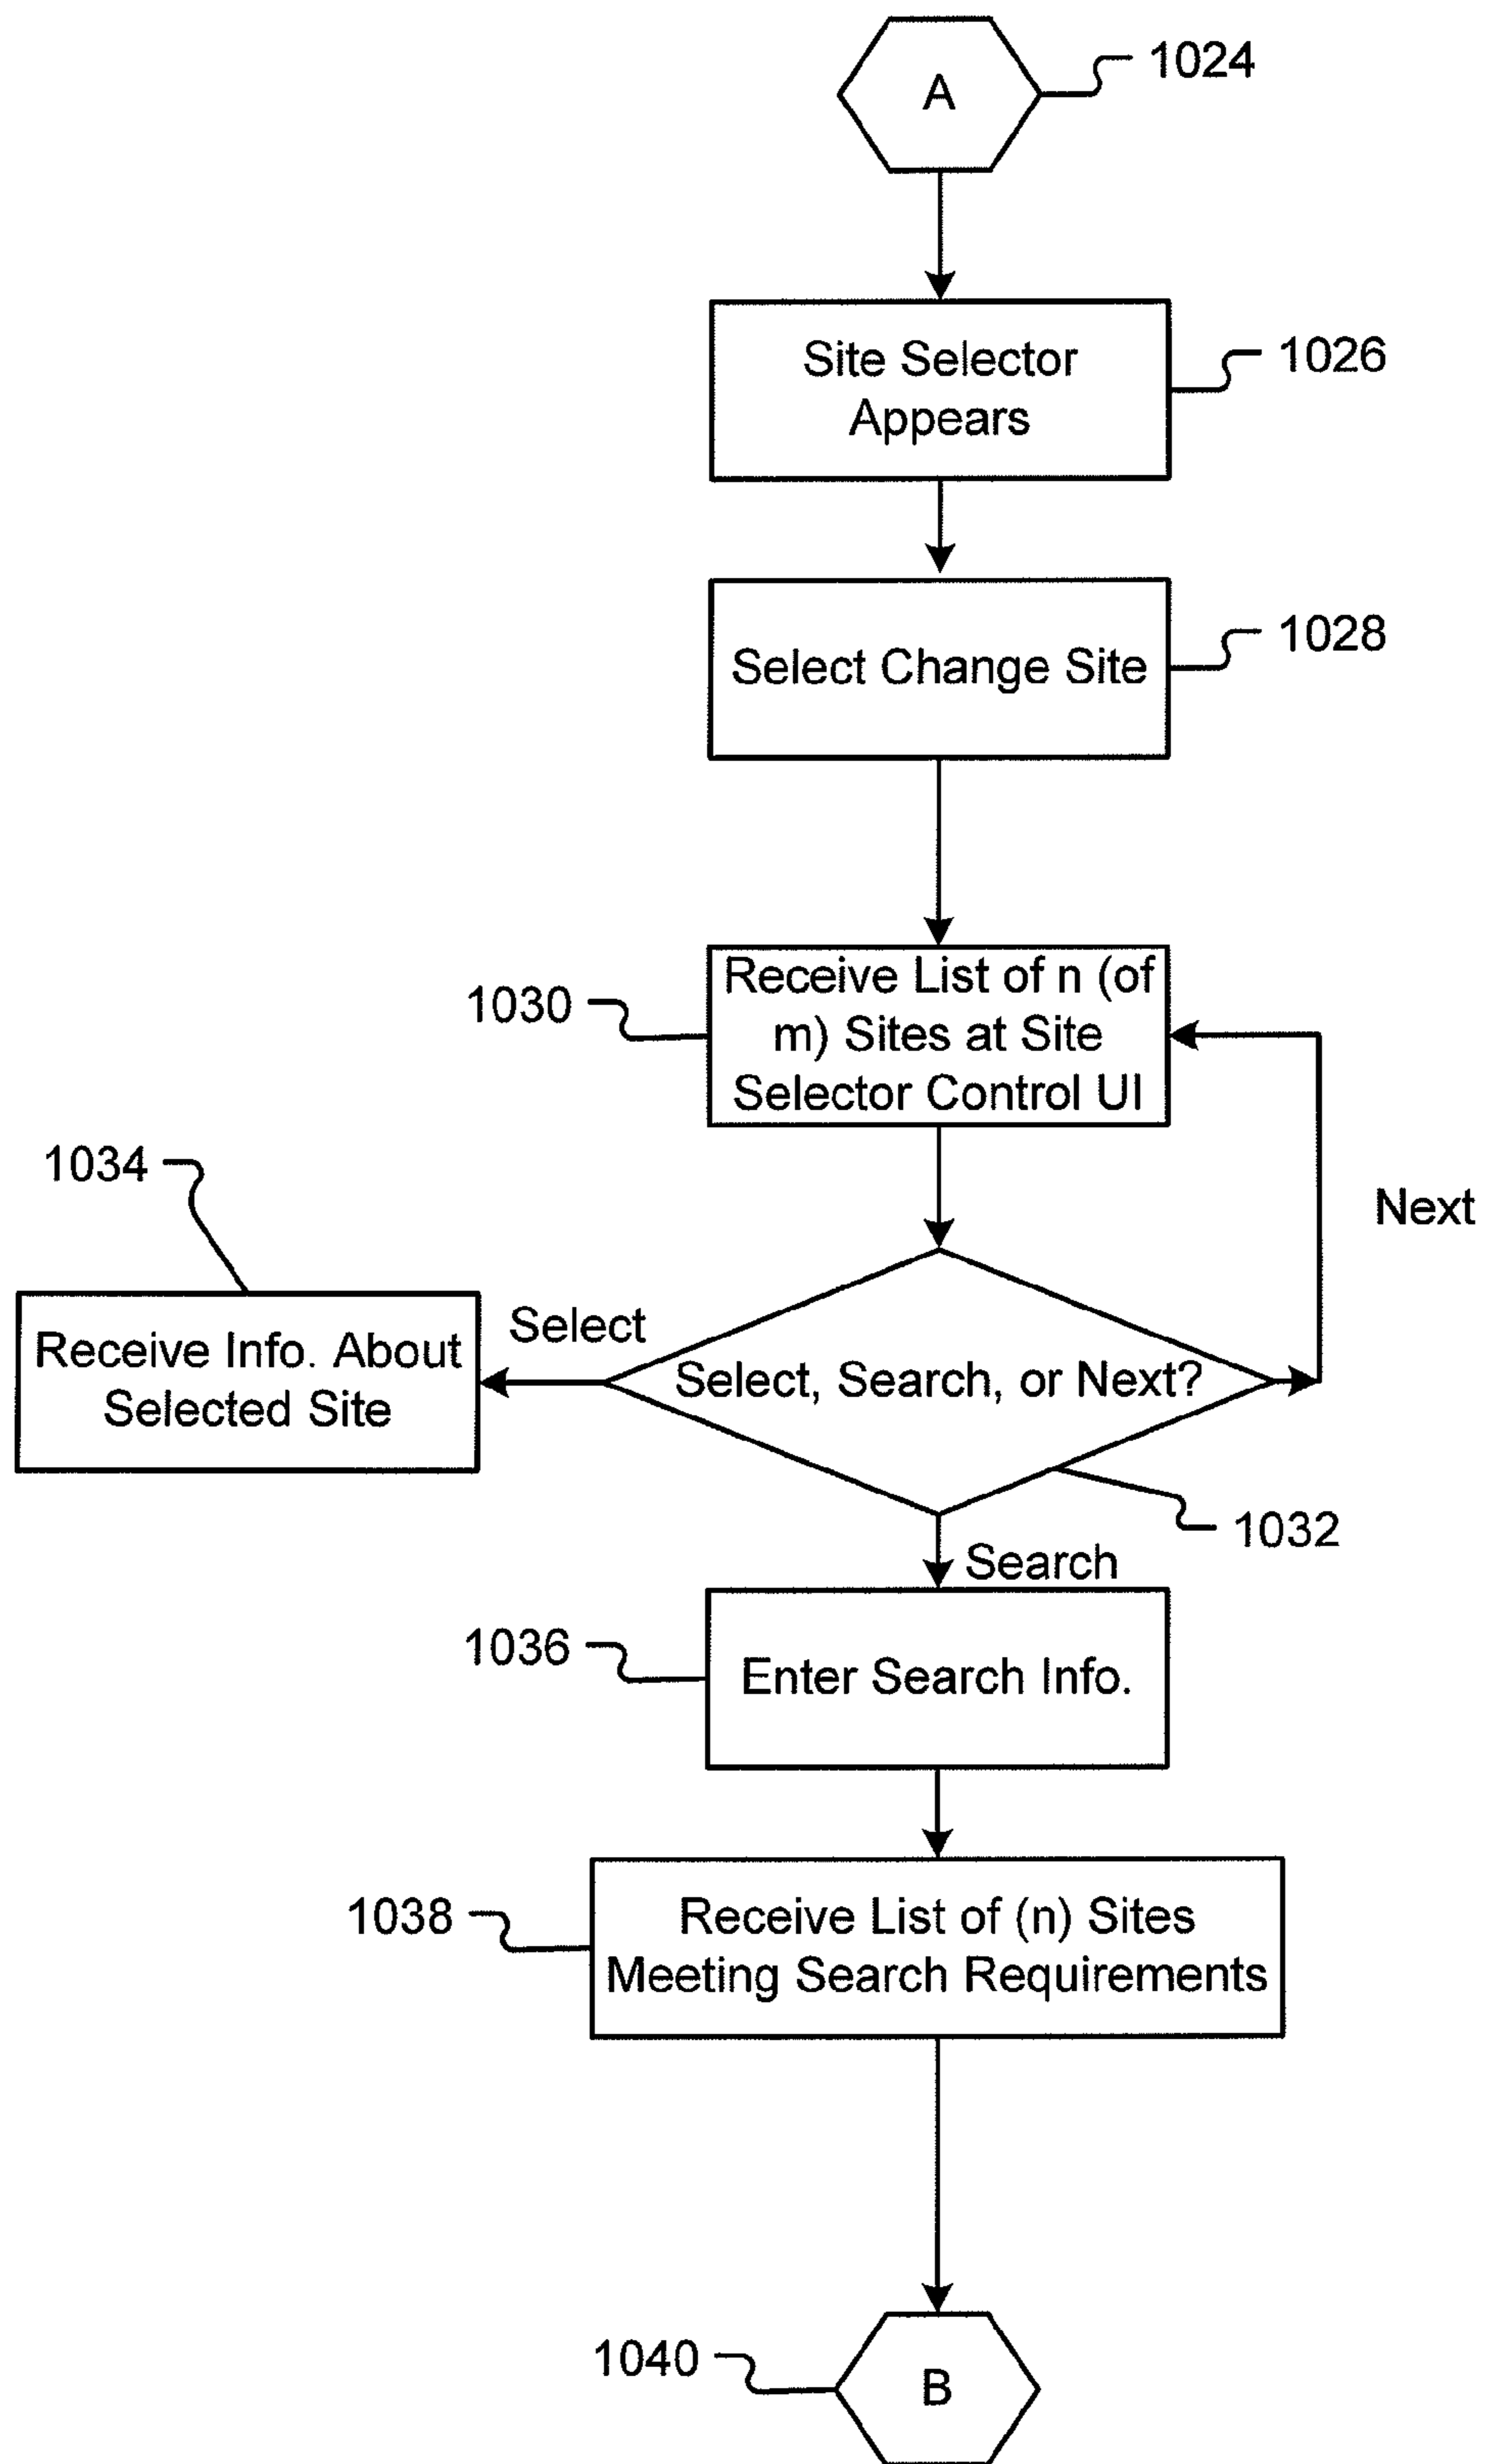 A
1024
Site Selector
Appears
1026
Select Change Site
1028
1030
Receive List of n (of
m) Sites at Site
Selector Control UI
1034
Next
Receive Info. About
Selected Site
Select
Select, Search, or Next?
1032
Search
1036
Enter Search Info.
1038
Receive List of (n) Sites
Meeting Search Requirements
1040
B